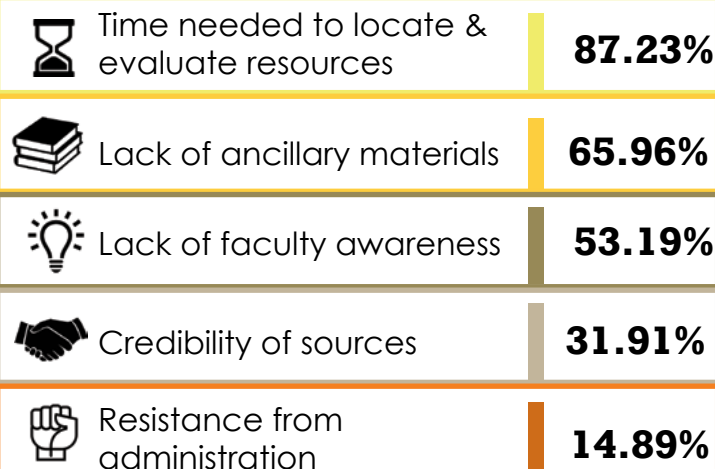 Time needed to locate &
evaluate resources
87.23%
Lack of ancillary materials
65.96%
Lack of faculty awareness
53.19%
Credibility of sources
31.91%
Resistance from
administration
14.89%